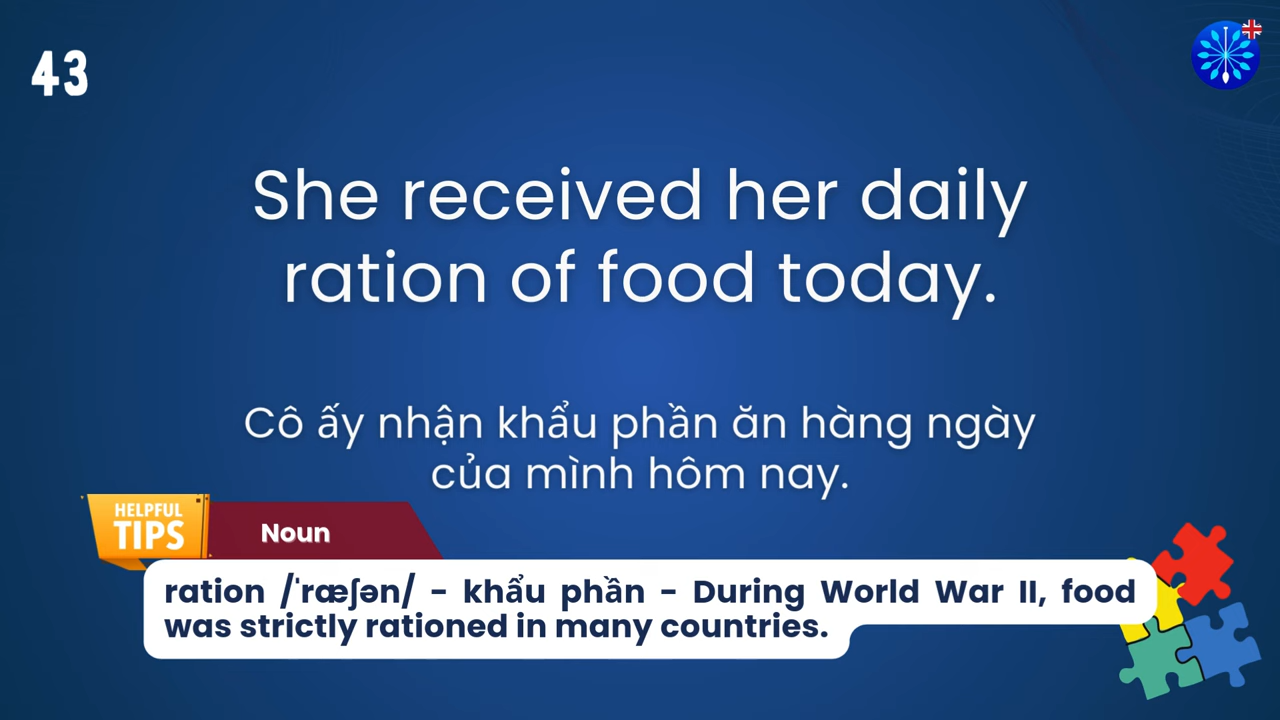 43
She received her daily
ration of food today.
Cô ấy nhận khẩu phần ăn hàng ngày
của mình hôm nay.
HELPFUL
TIPS
Noun
ration /ˈræʃən/ - khẩu phần - During World War II, food
was strictly rationed in many countries.